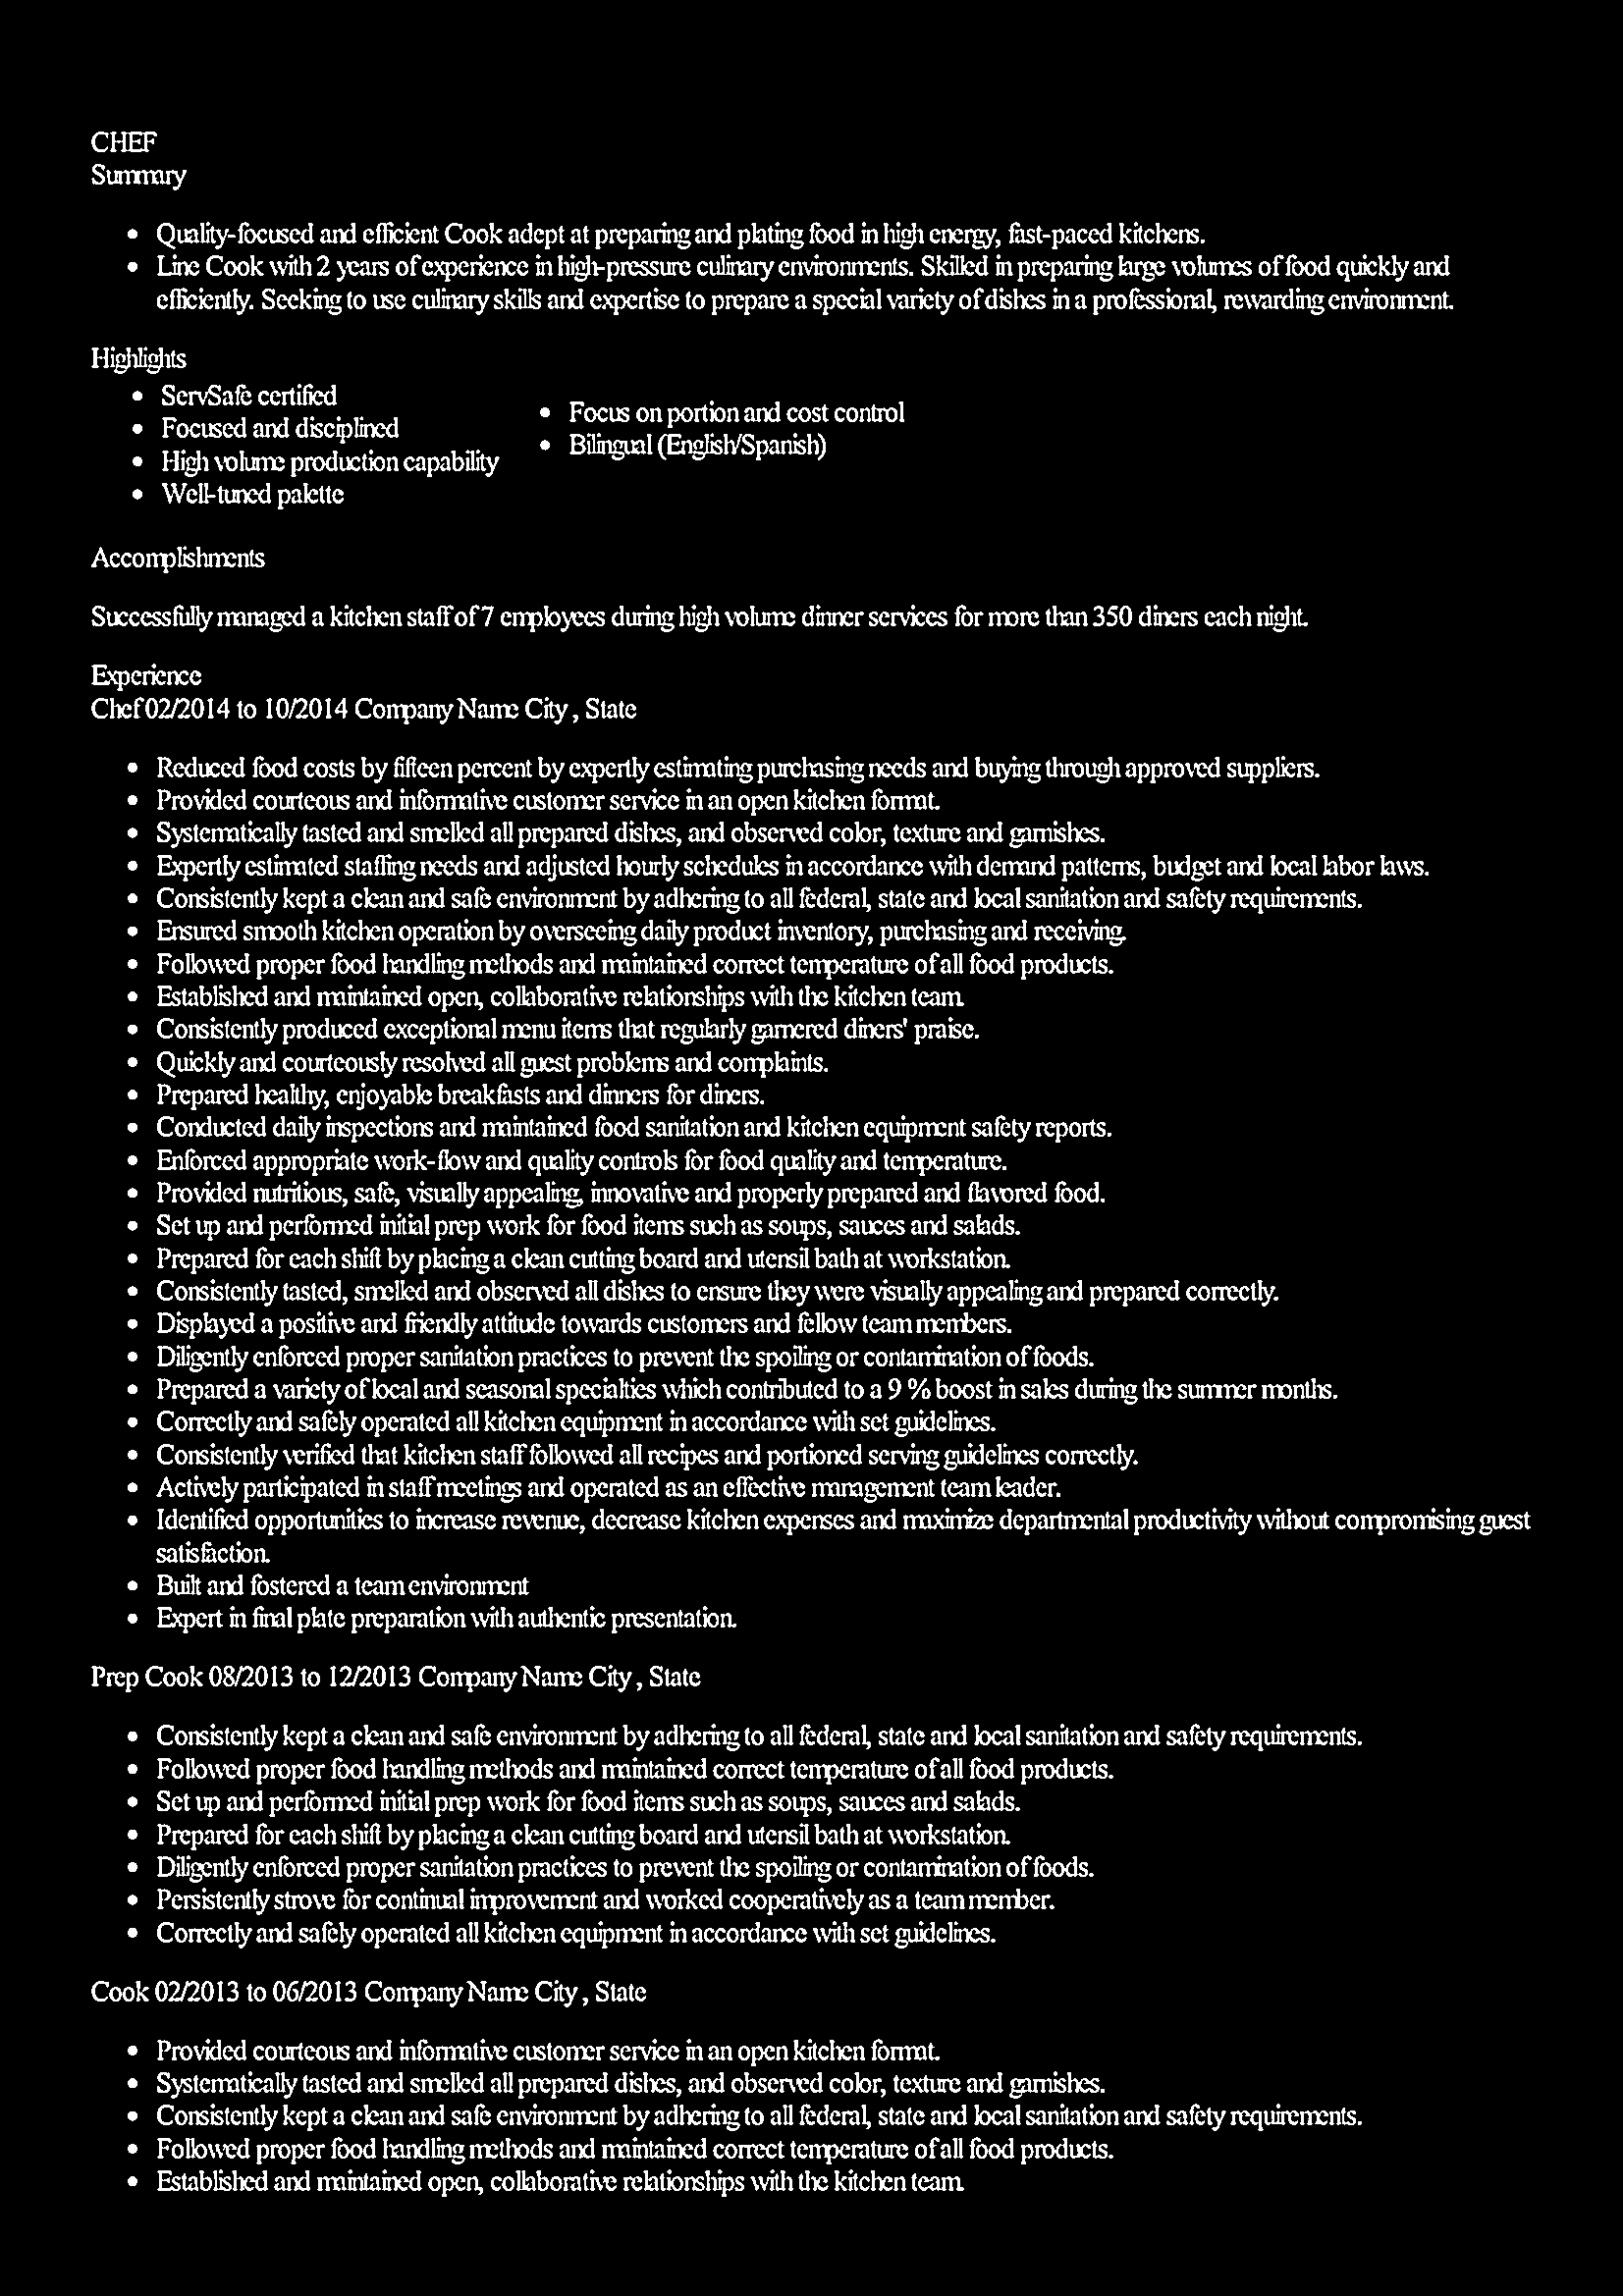 CHEF
Summary
• Quality-focused and efficient Cook adept at preparing and plating food in high energy, fast-paced kitchens.
• Line Cook with 2 years of experience in high-pressure culinary environments. Skilled in preparing large volumes of food quickly and
efficiently. Seeking to use culinary skills and expertise to prepare a special variety of dishes in a professional, rewarding environment.
Highlights
• ServSafe certified
• Focused and disciplined
• High volume production capability
• Well-tuned palette
• Focus on portion and cost control
• Bilingual (English/Spanish)
Accomplishments
Successfully managed a kitchen staff of 7 employees during high volume dinner services for more than 350 diners each night.
Experience
Chef 02/2014 to 10/2014 Company Name City , State
• Reduced food costs by fifteen percent by expertly estimating purchasing needs and buying through approved suppliers.
• Provided courteous and informative customer service in an open kitchen format.
• Systematically tasted and smelled all prepared dishes, and observed color, texture and garnishes.
• Expertly estimated staffing needs and adjusted hourly schedules in accordance with demand patterns, budget and local labor laws.
• Consistently kept a clean and safe environment by adhering to all federal, state and local sanitation and safety requirements.
• Ensured smooth kitchen operation by overseeing daily product inventory, purchasing and receiving.
• Followed proper food handling methods and maintained correct temperature of all food products.
• Established and maintained open, collaborative relationships with the kitchen team.
• Consistently produced exceptional menu items that regularly garnered diners' praise.
• Quickly and courteously resolved all guest problems and complaints.
• Prepared healthy, enjoyable breakfasts and dinners for diners.
• Conducted daily inspections and maintained food sanitation and kitchen equipment safety reports.
• Enforced appropriate work-flow and quality controls for food quality and temperature.
• Provided nutritious, safe, visually appealing, innovative and properly prepared and flavored food.
• Set up and performed initial prep work for food items such as soups, sauces and salads.
• Prepared for each shift by placing a clean cutting board and utensil bath at workstation.
• Consistently tasted, smelled and observed all dishes to ensure they were visually appealing and prepared correctly.
• Displayed a positive and friendly attitude towards customers and fellow team members.
• Diligently enforced proper sanitation practices to prevent the spoiling or contamination of foods.
• Prepared a variety of local and seasonal specialties which contributed to a 9 % boost in sales during the summer months.
• Correctly and safely operated all kitchen equipment in accordance with set guidelines.
• Consistently verified that kitchen staff followed all recipes and portioned serving guidelines correctly.
• Actively participated in staff meetings and operated as an effective management team leader.
• Identified opportunities to increase revenue, decrease kitchen expenses and maximize departmental productivity without compromising guest
satisfaction.
• Built and fostered a team environment
• Expert in final plate preparation with authentic presentation.
Prep Cook 08/2013 to 12/2013 Company Name City , State
• Consistently kept a clean and safe environment by adhering to all federal, state and local sanitation and safety requirements.
• Followed proper food handling methods and maintained correct temperature of all food products.
• Set up and performed initial prep work for food items such as soups, sauces and salads.
• Prepared for each shift by placing a clean cutting board and utensil bath at workstation.
• Diligently enforced proper sanitation practices to prevent the spoiling or contamination of foods.
• Persistently strove for continual improvement and worked cooperatively as a team member.
• Correctly and safely operated all kitchen equipment in accordance with set guidelines.
Cook 02/2013 to 06/2013 Company Name City , State
• Provided courteous and informative customer service in an open kitchen format.
• Systematically tasted and smelled all prepared dishes, and observed color, texture and garnishes.
• Consistently kept a clean and safe environment by adhering to all federal, state and local sanitation and safety requirements.
• Followed proper food handling methods and maintained correct temperature of all food products.
• Established and maintained open, collaborative relationships with the kitchen team.